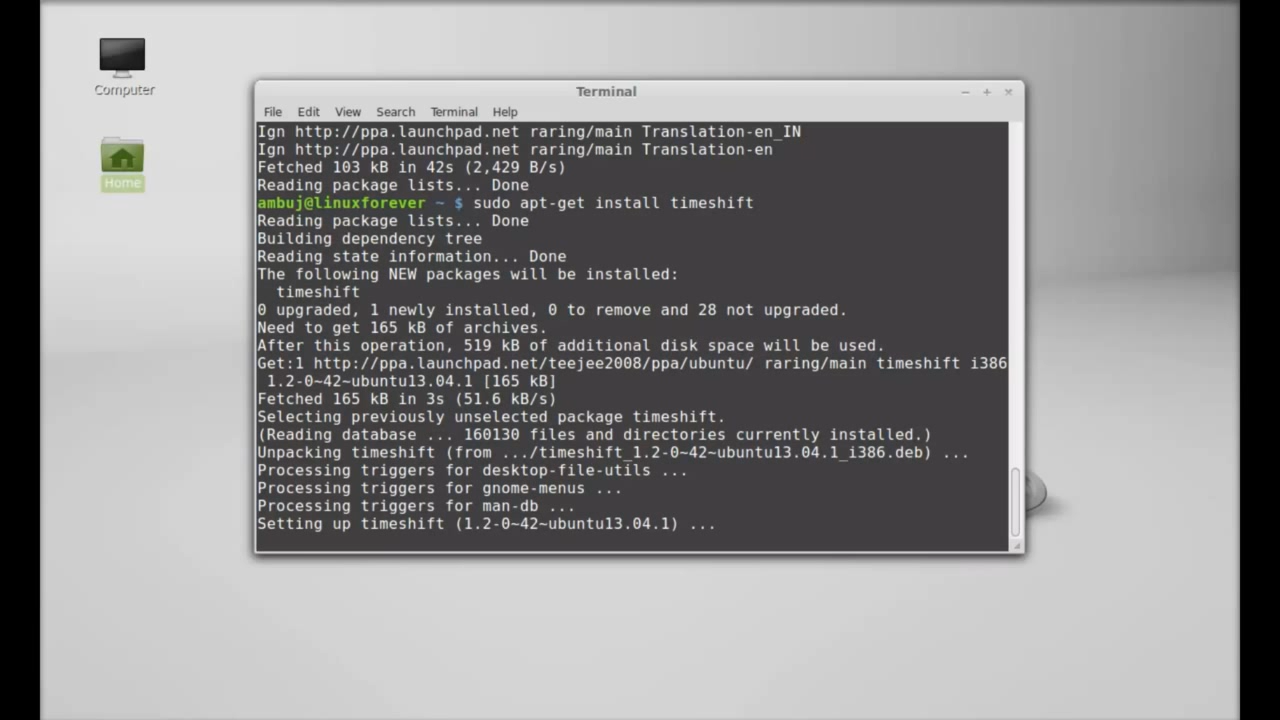 Computer
Home
Terminal
File Edit View Search Terminal Help
Ign http://ppa.launchpad.net raring/main Translation-en_IN
Ign http://ppa.launchpad.net raring/main Translation-en
Fetched 103 kB in 42s (2,429 B/s)
Reading package lists... Done
ambuj@linuxforever ~ $ sudo apt-get install timeshift
Reading package lists... Done
Building dependency tree
Reading state information... Done
The following NEW packages will be installed:
  timeshift
0 upgraded, 1 newly installed, 0 to remove and 28 not upgraded.
Need to get 165 kB of archives.
After this operation, 519 kB of additional disk space will be used.
Get:1 http://ppa.launchpad.net/teejee2008/ppa/ubuntu/ raring/main timeshift i386
 1.2-0~42~ubuntu13.04.1 [165 kB]
Fetched 165 kB in 3s (51.6 kB/s)
Selecting previously unselected package timeshift.
(Reading database ... 160130 files and directories currently installed.)
Unpacking timeshift (from .../timeshift_1.2-0~42~ubuntu13.04.1_i386.deb) ...
Processing triggers for desktop-file-utils ...
Processing triggers for gnome-menus ...
Processing triggers for man-db ...
Setting up timeshift (1.2-0~42~ubuntu13.04.1) ...